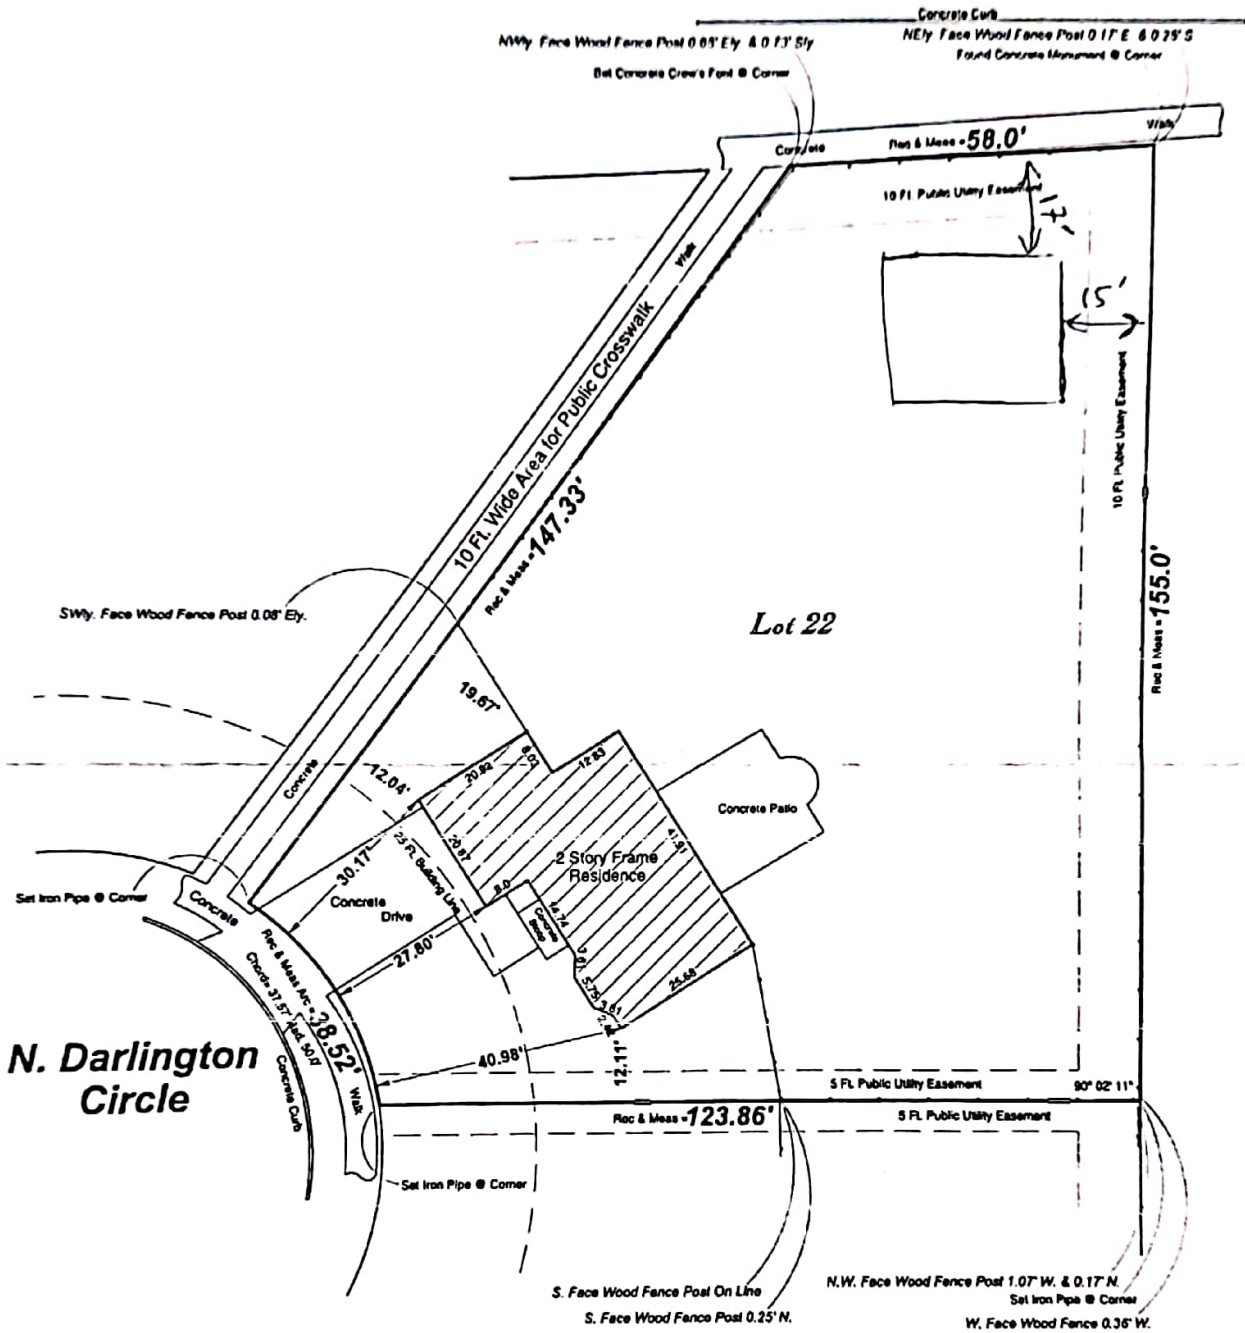 Concrete Curb
NWly. Face Wood Fence Post 0.05' Ely. & 0.13' Sly
NEly Face Wood Fence Post 0.17' E & 0.25' S
Found Concrete Monument @ Corner
Concrete
Rec & Meas = 58.0'
Walk
10 Ft. Public Utility Easement
17'
15'
Walk
10 Ft. Wide Area for Public Crosswalk
10 Ft. Public Utility Easement
Rec & Meas = 147.33'
Rec & Meas = 155.0'
SWly. Face Wood Fence Post 0.08' Ely.
Lot 22
19.67'
Concrete
12.04'
20.92
8.02
12.83
Concrete Patio
20.87
41.91
25 Ft. Building Line
2 Story Frame
Residence
30.17'
Concrete
Drive
8.0
14.74
Concrete
Stoop
Set Iron Pipe @ Corner
Concrete
27.80'
5.75
3.61
25.68
Rec & Meas Arc = 38.52'
Chord= 37.57' Rad. 50.0'
Concrete Curb
Walk
N. Darlington
Circle
40.98'
12.11'
5 Ft. Public Utility Easement
90° 02' 11"
Rec & Meas = 123.86'
5 Ft. Public Utility Easement
Set Iron Pipe @ Corner
S. Face Wood Fence Post On Line
S. Face Wood Fence Post 0.25' N.
N.W. Face Wood Fence Post 1.07' W. & 0.17' N.
Set Iron Pipe @ Corner
W. Face Wood Fence 0.36' W.